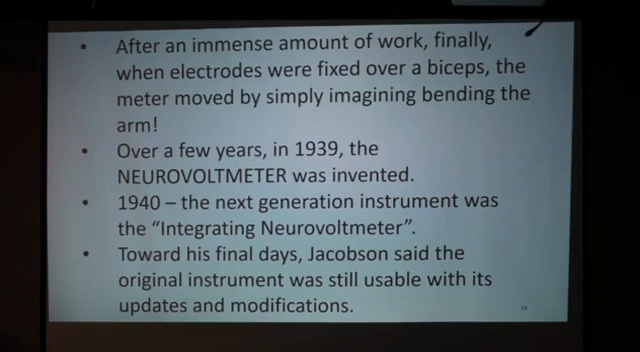 • After an immense amount of work, finally,
when electrodes were fixed over a biceps, the
meter moved by simply imagining bending the
arm!
• Over a few years, in 1939, the
NEUROVOLTMETER was invented.
• 1940 – the next generation instrument was
the “Integrating Neurovoltmeter”.
• Toward his final days, Jacobson said the
original instrument was still usable with its
updates and modifications.